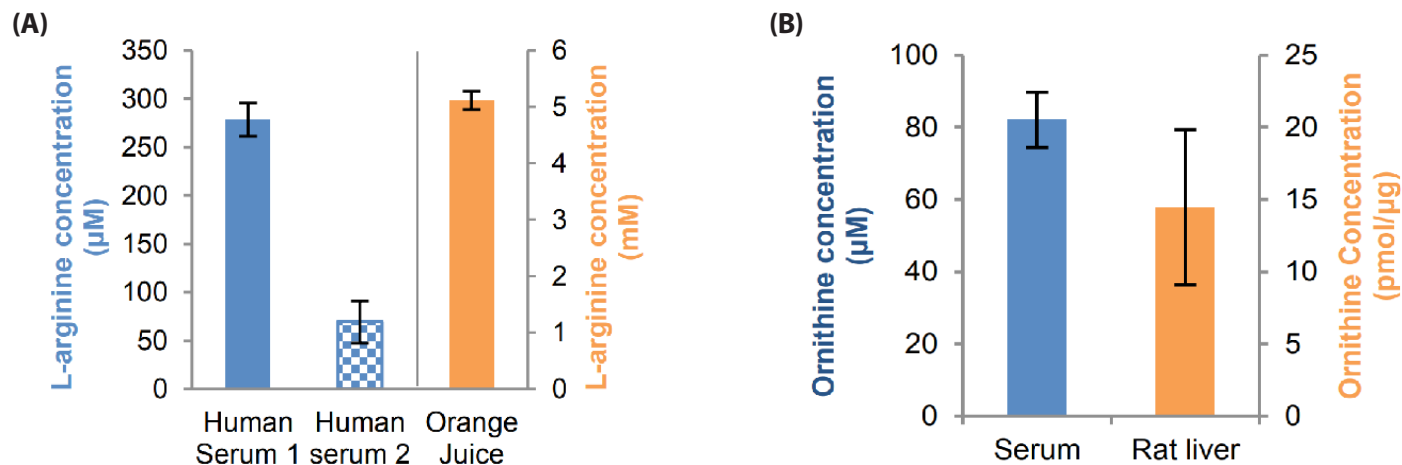 (A)
L-arginine concentration
(µM)
350
300
250
200
150
100
50
0
6
5
4
3
2
1
0
L-arginine concentration
(mM)
Human
Serum 1
Human
serum 2
Orange
Juice
(B)
Ornithine concentration
(µM)
100
80
60
40
20
0
25
20
15
10
5
0
Ornithine Concentration
(pmol/µg)
Serum
Rat liver